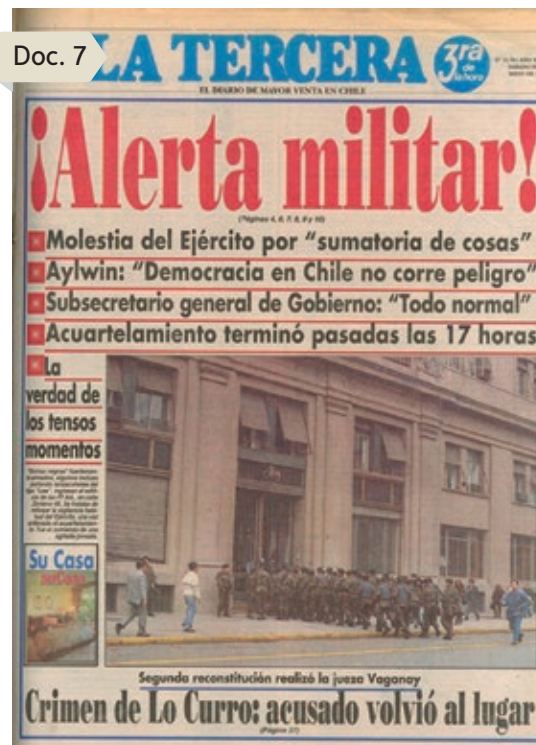 Doc. 7
LA TERCERA
3ra
de
la hora
EL DIARIO DE MAYOR VENTA EN CHILE
¡Alerta militar!
Molestia del Ejército por “sumatoria de cosas”
Aylwin: “Democracia en Chile no corre peligro”
Subsecretario general de Gobierno: “Todo normal”
Acuartelamiento terminó pasadas las 17 horas
La
verdad de
los tensos
momentos
Su Casa
Segunda reconstitución realizó la jueza Vaganay
Crimen de Lo Curro: acusado volvió al lugar